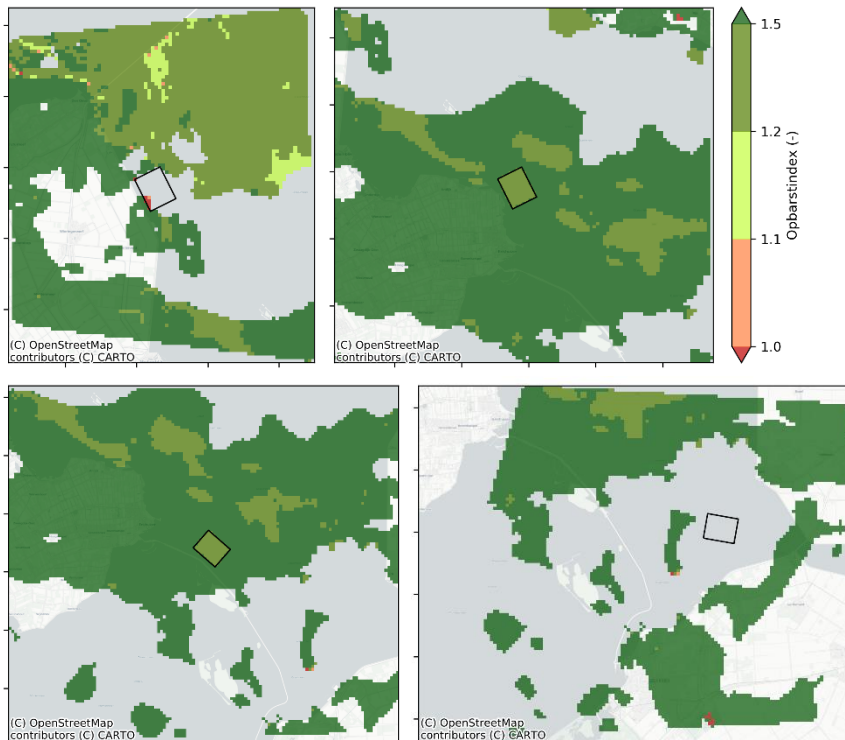 1.5
1.2
1.1
1.0
Opbarstindex (-)
(C) OpenStreetMap
contributors (C) CARTO
(C) OpenStreetMap
contributors (C) CARTO
(C) OpenStreetMap
contributors (C) CARTO
(C) OpenStreetMap
contributors (C) CARTO